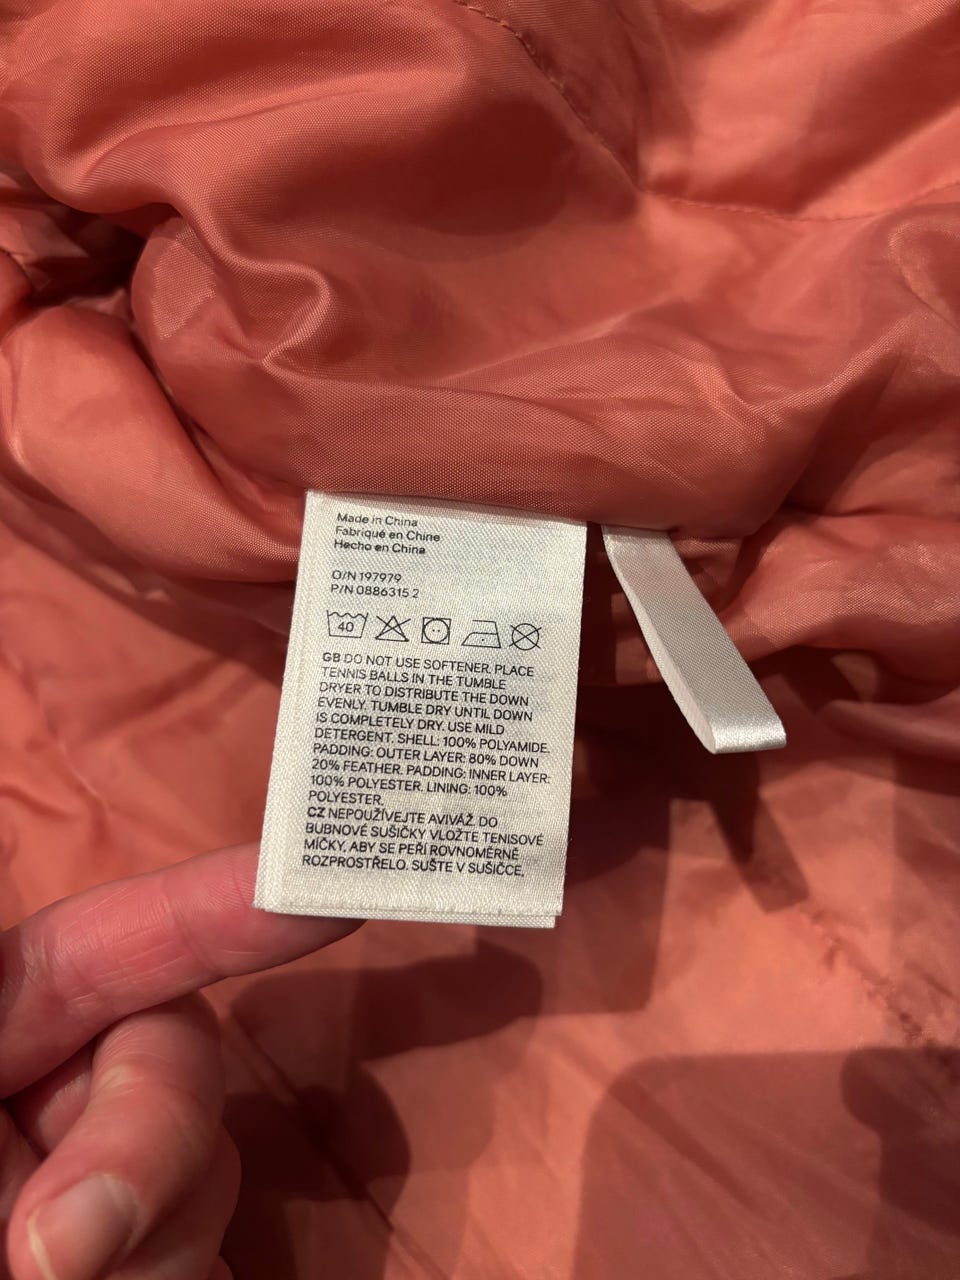 Made in China
Fabriqué en Chine
Hecho en China
O/N 197979
P/N 0886315 2
40
GB DO NOT USE SOFTENER. PLACE
TENNIS BALLS IN THE TUMBLE
DRYER TO DISTRIBUTE THE DOWN
EVENLY. TUMBLE DRY UNTIL DOWN
IS COMPLETELY DRY. USE MILD
DETERGENT. SHELL: 100% POLYAMIDE.
PADDING: OUTER LAYER: 80% DOWN
20% FEATHER. PADDING: INNER LAYER:
100% POLYESTER. LINING: 100%
POLYESTER.
CZ NEPOUŽÍVEJTE AVIVÁŽ. DO
BUBNOVÉ SUŠIČKY VLOŽTE TENISOVÉ
MÍČKY, ABY SE PEŘÍ ROVNOMĚRNĚ
ROZPROSTŘELO. SUŠTE V SUŠIČCE,